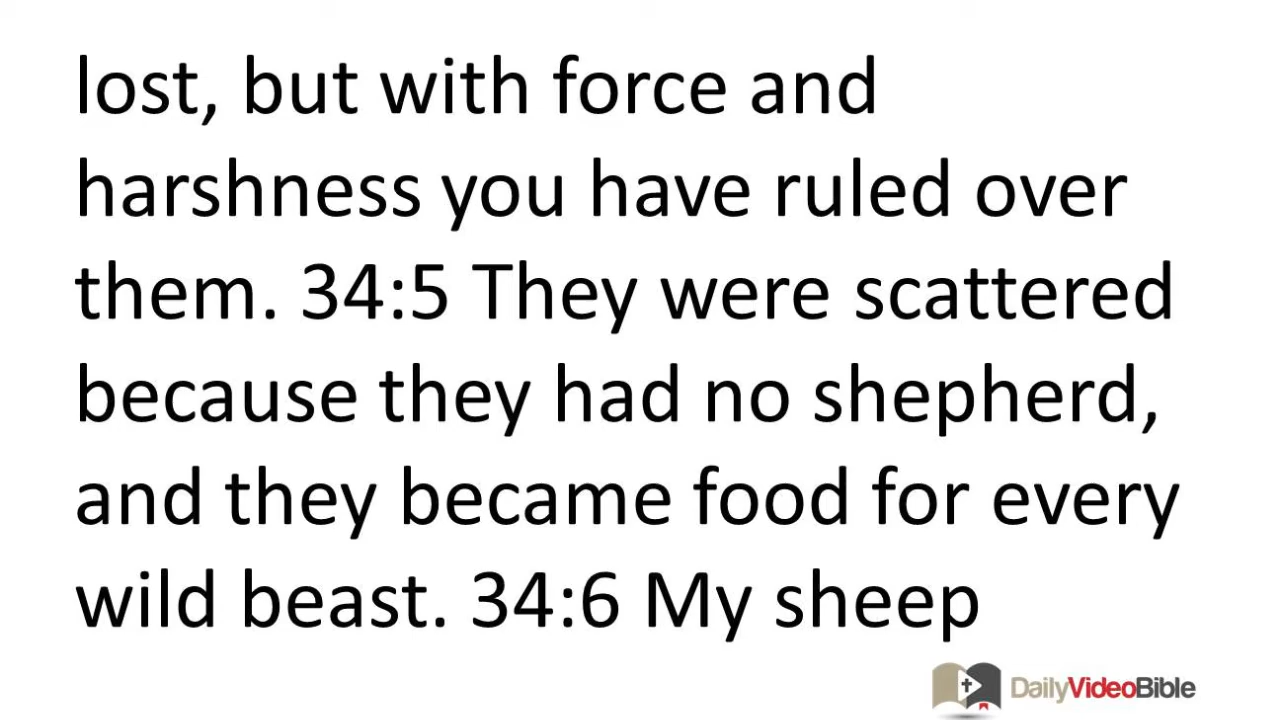 lost, but with force and
harshness you have ruled over
them. 34:5 They were scattered
because they had no shepherd,
and they became food for every
wild beast. 34:6 My sheep
DailyVideoBible